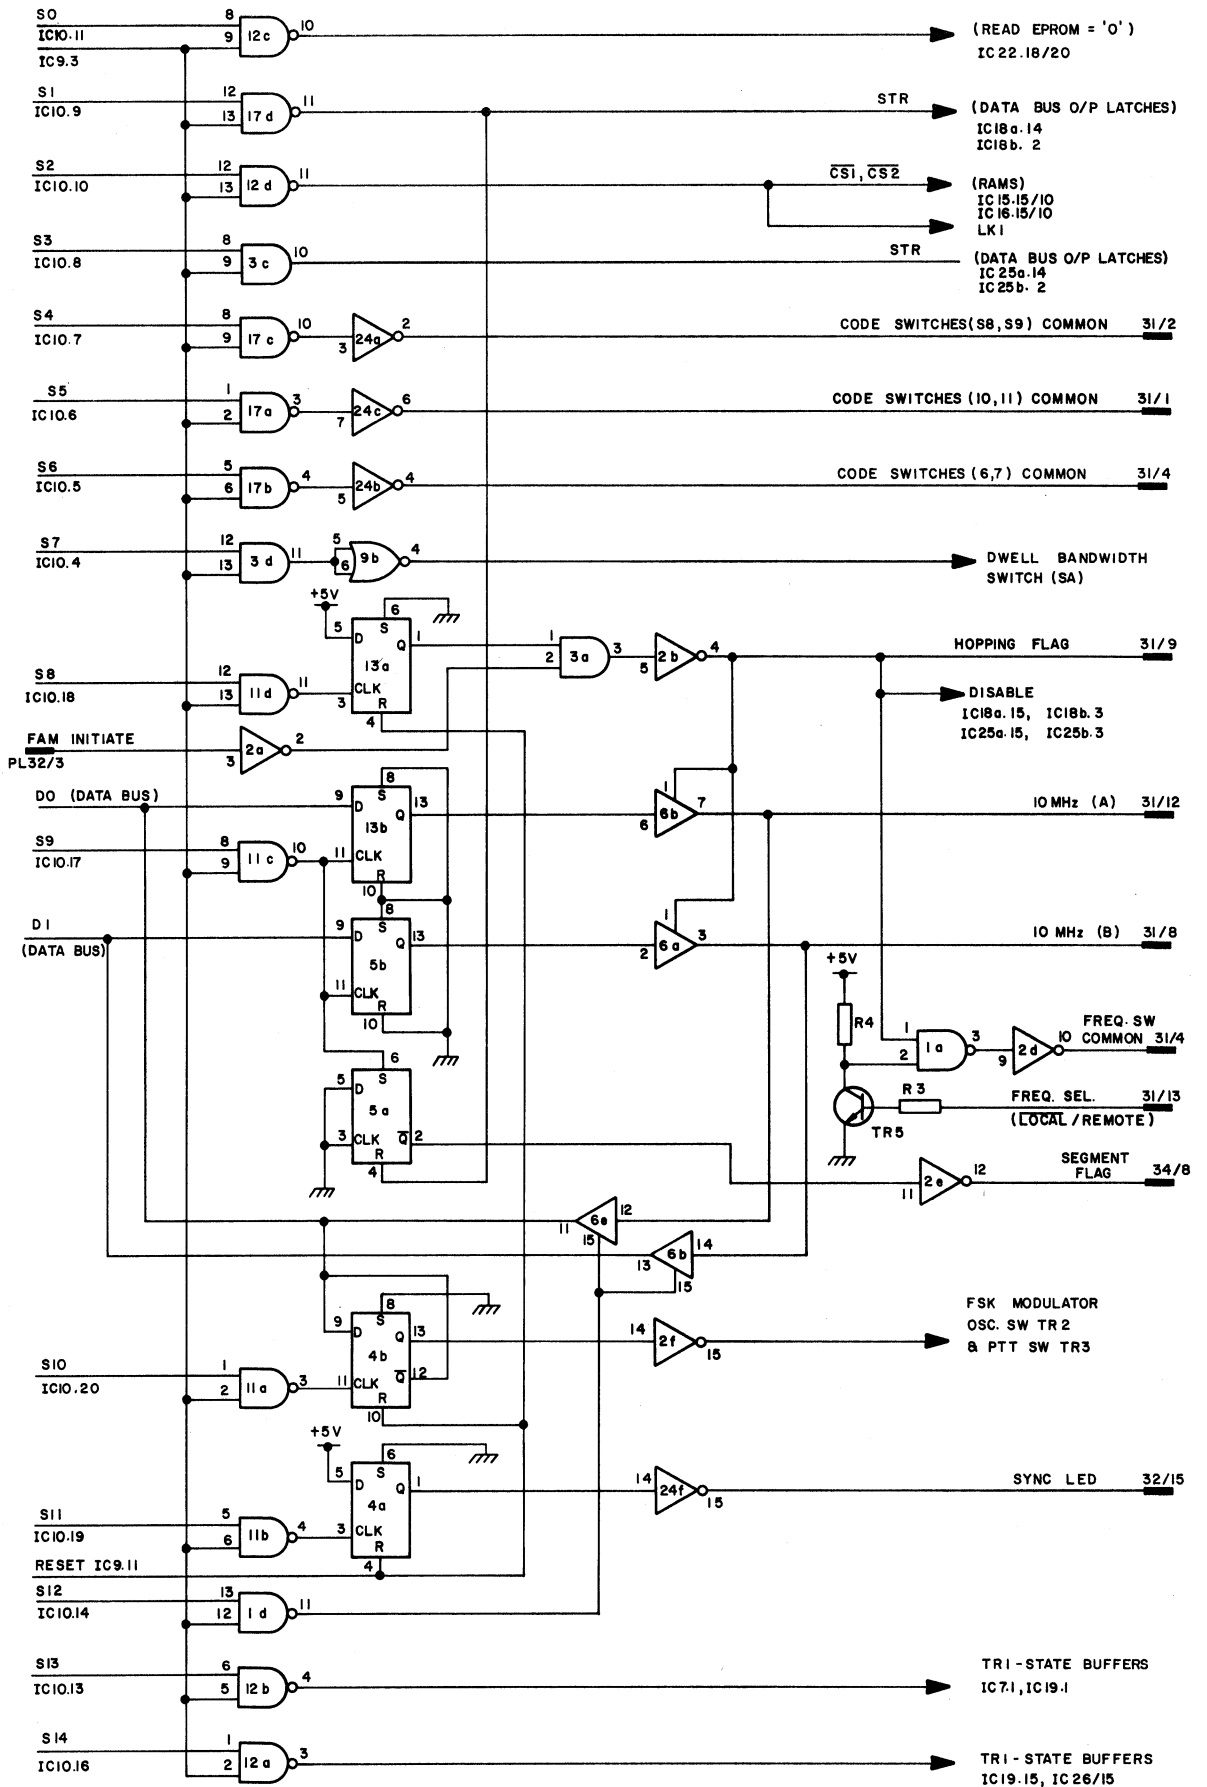 S0
IC10.11
IC9.3
8
9
12c
10
(READ EPROM = '0')
IC22.18/20
S1
IC10.9
12
13
17d
11
STR
(DATA BUS O/P LATCHES)
IC18a.14
IC18b. 2
S2
IC10.10
12
13
12d
11
CS1, CS2
(RAMS)
IC15.15/10
IC16.15/10
LK1
S3
IC10.8
8
9
3c
10
STR
(DATA BUS O/P LATCHES)
IC25a.14
IC25b. 2
S4
IC10.7
8
9
17c
10
3
24a
2
CODE SWITCHES(S8,S9) COMMON
31/2
S5
IC10.6
1
2
17a
3
7
24c
6
CODE SWITCHES (10,11) COMMON
31/1
S6
IC10.5
5
6
17b
4
5
24b
4
CODE SWITCHES (6,7) COMMON
31/4
S7
IC10.4
12
13
3d
11
5
6
9b
4
DWELL BANDWIDTH
SWITCH (SA)
+5V
6
S
5
D
Q
1
13a
CLK
3
R
4
1
2
3a
3
5
2b
4
HOPPING FLAG
31/9
S8
IC10.18
12
13
11d
11
DISABLE
IC18a.15, IC18b.3
IC25a.15, IC25b.3
FAM INITIATE
PL32/3
3
2a
2
D0 (DATA BUS)
8
S
9
D
Q
13
13b
11
CLK
R
10
1
6
6b
7
10MHz (A)
31/12
S9
IC10.17
8
9
11c
10
D1
(DATA BUS)
8
S
9
D
Q
13
5b
11
CLK
R
10
1
2
6a
3
10 MHz (B)
31/8
+5V
R4
1
2
1a
3
9
2d
10
FREQ. SW
COMMON
31/4
6
S
5
D
5a
3
CLK
Q
2
R
4
R3
TR5
FREQ. SEL.
(LOCAL/REMOTE)
31/13
11
2e
12
SEGMENT
FLAG
34/8
11
6e
12
15
13
6b
14
15
8
S
9
D
Q
13
4b
Q
12
11
CLK
R
10
14
2f
15
FSK MODULATOR
OSC. SW TR2
& PTT SW TR3
S10
IC10.20
1
2
11a
3
+5V
6
S
5
D
Q
1
4a
3
CLK
R
4
14
24f
15
SYNC LED
32/15
S11
IC10.19
5
6
11b
4
RESET IC9.11
S12
IC10.14
13
12
1d
11
S13
IC10.13
6
5
12b
4
TRI-STATE BUFFERS
IC7.1, IC19.1
S14
IC10.16
1
2
12a
3
TRI-STATE BUFFERS
IC19.15, IC26/15